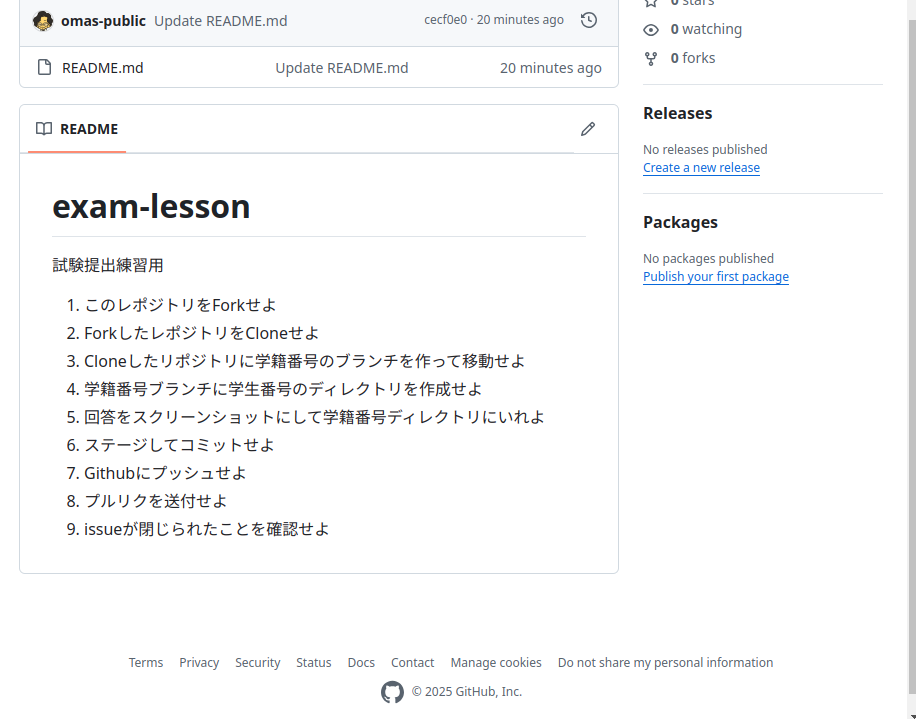 0 stars
omas-public Update README.md cecf0e0 · 20 minutes ago
0 watching
0 forks
README.md Update README.md 20 minutes ago
Releases
README
No releases published
Create a new release
exam-lesson
Packages
試験提出練習用
No packages published
Publish your first package
1. このレポジトリをForkせよ
2. ForkしたレポジトリをCloneせよ
3. Cloneしたリポジトリに学籍番号のブランチを作って移動せよ
4. 学籍番号ブランチに学生番号のディレクトリを作成せよ
5. 回答をスクリーンショットにして学籍番号ディレクトリにいれよ
6. ステージしてコミットせよ
7. Githubにプッシュせよ
8. プルリクを送付せよ
9. issueが閉じられたことを確認せよ
Terms Privacy Security Status Docs Contact Manage cookies Do not share my personal information
© 2025 GitHub, Inc.